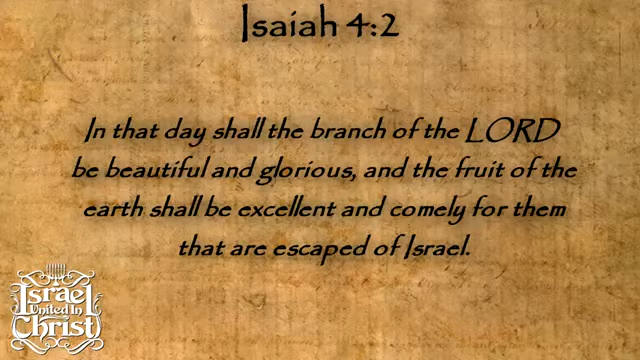 Isaiah 4:2
In that day shall the branch of the LORD
be beautiful and glorious, and the fruit of the
earth shall be excellent and comely for them
that are escaped of Israel.
Israel
United In
Christ